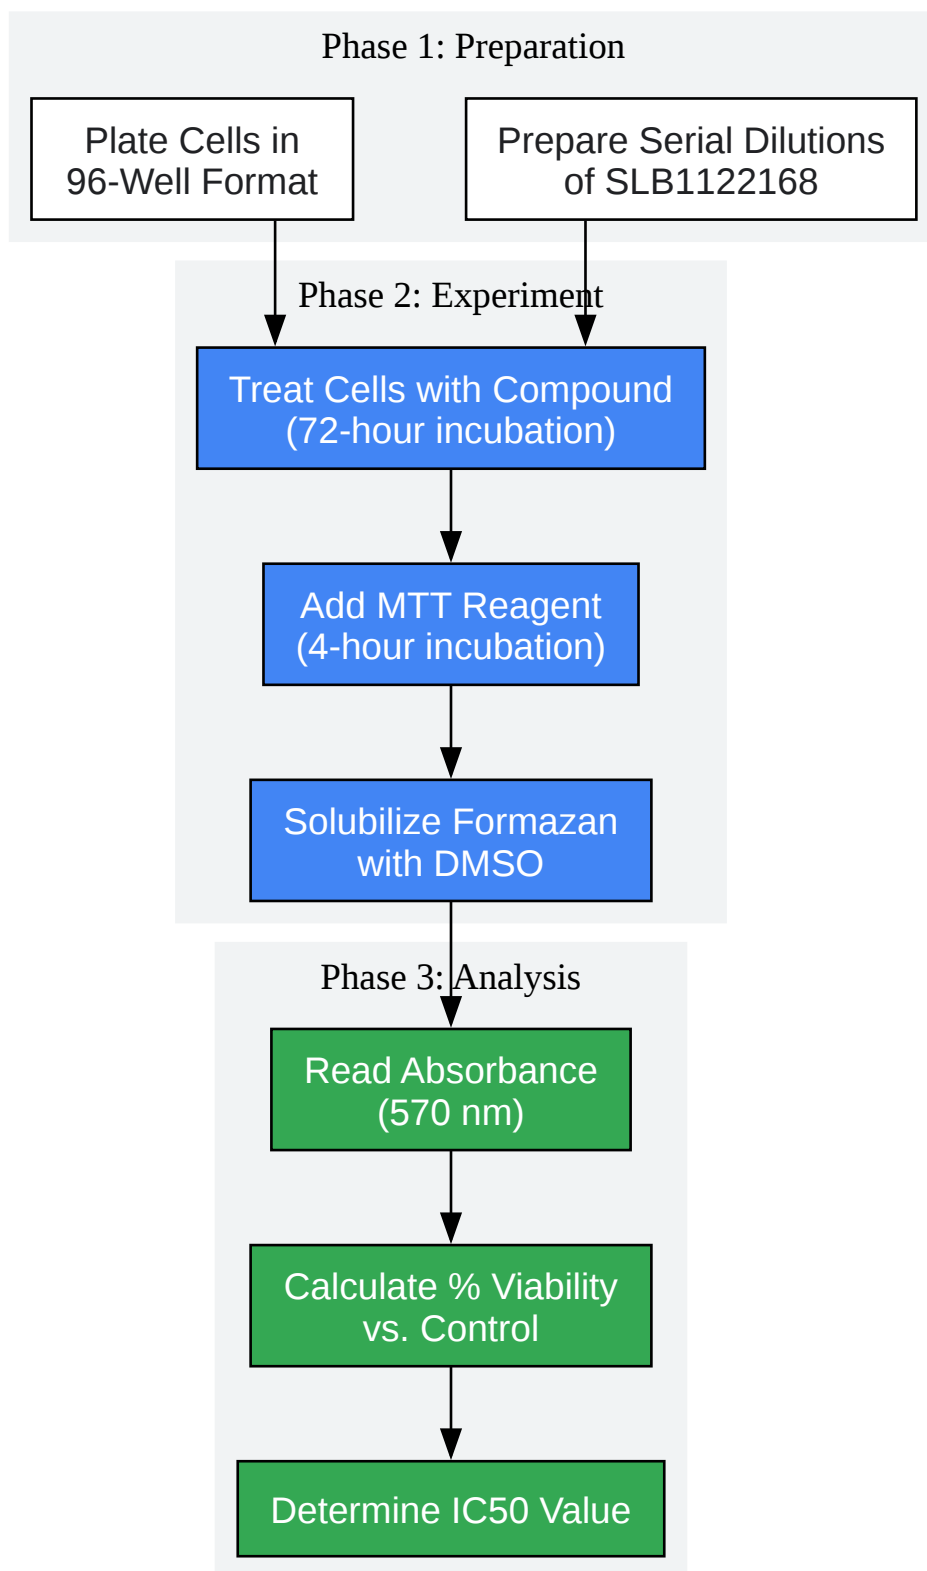 Phase 1: Preparation
Plate Cells in
96-Well Format
Prepare Serial Dilutions
of SLB1122168
Phase 2: Experiment
Treat Cells with Compound
(72-hour incubation)
Add MTT Reagent
(4-hour incubation)
Solubilize Formazan
with DMSO
Phase 3: Analysis
Read Absorbance
(570 nm)
Calculate % Viability
vs. Control
Determine IC50 Value